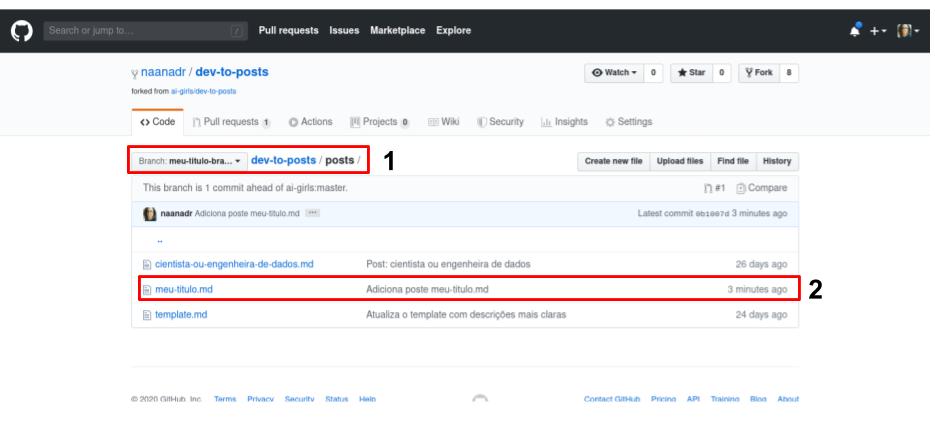 Search or jump to... /
Pull requests Issues Marketplace Explore
naanadr / dev-to-posts
forked from ai-girls/dev-to-posts
Watch 0 Star 0 Fork 8
Code Pull requests 1 Actions Projects 0 Wiki Security Insights Settings
Branch: meu-titulo-bra... dev-to-posts / posts / 1
Create new file Upload files Find file History
This branch is 1 commit ahead of ai-girls:master. #1 Compare
naanadr Adiciona poste meu-titulo.md ... Latest commit 3 minutes ago
..
cientista-ou-engenheira-de-dados.md Post: cientista ou engenheira de dados 26 days ago
meu-titulo.md Adiciona poste meu-titulo.md 3 minutes ago 2
template.md Atualiza o template com descrições mais claras 24 days ago
© 2020 GitHub, Inc. Terms Privacy Security Status Help Contact GitHub Pricing API Training Blog About